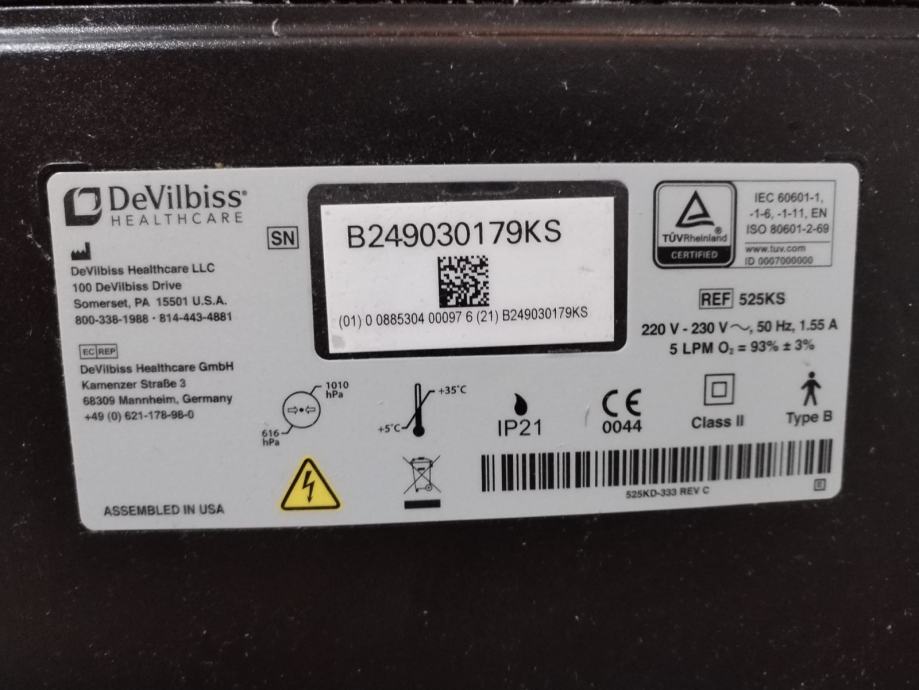 DeVilbiss®
HEALTHCARE
DeVilbiss Healthcare LLC
100 DeVilbiss Drive
Somerset, PA 15501 U.S.A.
800-338-1988 • 814-443-4881
EC REP
DeVilbiss Healthcare GmbH
Kamenzer Straße 3
68309 Mannheim, Germany
+49 (0) 621-178-98-0
ASSEMBLED IN USA
SN
B249030179KS
(01) 0 0885304 00097 6 (21) B249030179KS
TÜVRheinland®
CERTIFIED
IEC 60601-1,
-1-6, -1-11, EN
ISO 80601-2-69
www.tuv.com
ID 0007000000
REF 525KS
220 V - 230 V ~, 50 Hz, 1.55 A
5 LPM O₂ = 93% ± 3%
1010
hPa
616
hPa
+35°C
+5°C
IP21
CE
0044
Class II
Type B
525KD-333 REV C
E